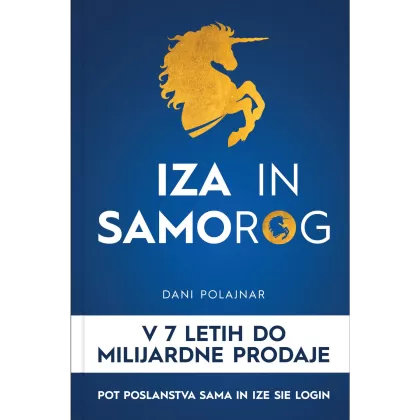 IZA IN
SAMOROG
DANI POLAJNAR
V 7 LETIH DO
MILIJARDNE PRODAJE
POT POSLANSTVA SAMA IN IZE SIE LOGIN